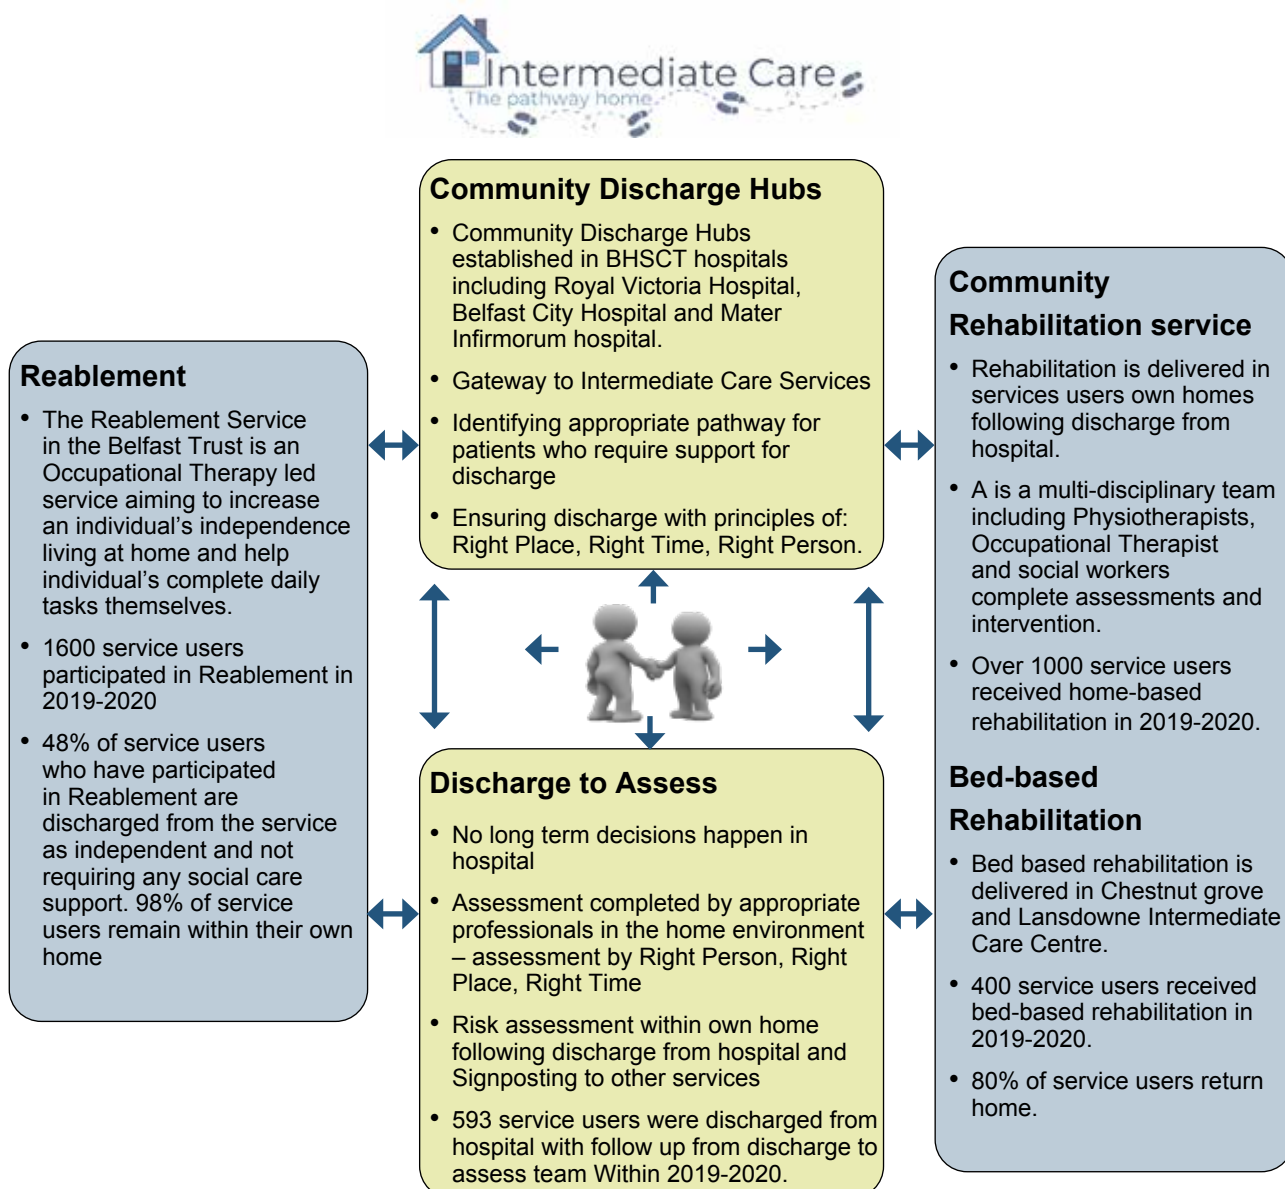 Intermediate Care
The pathway home
Community Discharge Hubs
• Community Discharge Hubs
established in BHSCT hospitals
including Royal Victoria Hospital,
Belfast City Hospital and Mater
Infirmorum hospital.
• Gateway to Intermediate Care Services
• Identifying appropriate pathway for
patients who require support for
discharge
• Ensuring discharge with principles of:
Right Place, Right Time, Right Person.
Reablement
• The Reablement Service
in the Belfast Trust is an
Occupational Therapy led
service aiming to increase
an individual’s independence
living at home and help
individual’s complete daily
tasks themselves.
• 1600 service users
participated in Reablement in
2019-2020
• 48% of service users
who have participated
in Reablement are
discharged from the service
as independent and not
requiring any social care
support. 98% of service
users remain within their own
home
Discharge to Assess
• No long term decisions happen in
hospital
• Assessment completed by appropriate
professionals in the home environment
– assessment by Right Person, Right
Place, Right Time
• Risk assessment within own home
following discharge from hospital and
Signposting to other services
• 593 service users were discharged from
hospital with follow up from discharge to
assess team Within 2019-2020.
Community
Rehabilitation service
• Rehabilitation is delivered in
services users own homes
following discharge from
hospital.
• A is a multi-disciplinary team
including Physiotherapists,
Occupational Therapist
and social workers
complete assessments and
intervention.
• Over 1000 service users
received home-based
rehabilitation in 2019-2020.
Bed-based
Rehabilitation
• Bed based rehabilitation is
delivered in Chestnut grove
and Lansdowne Intermediate
Care Centre.
• 400 service users received
bed-based rehabilitation in
2019-2020.
• 80% of service users return
home.